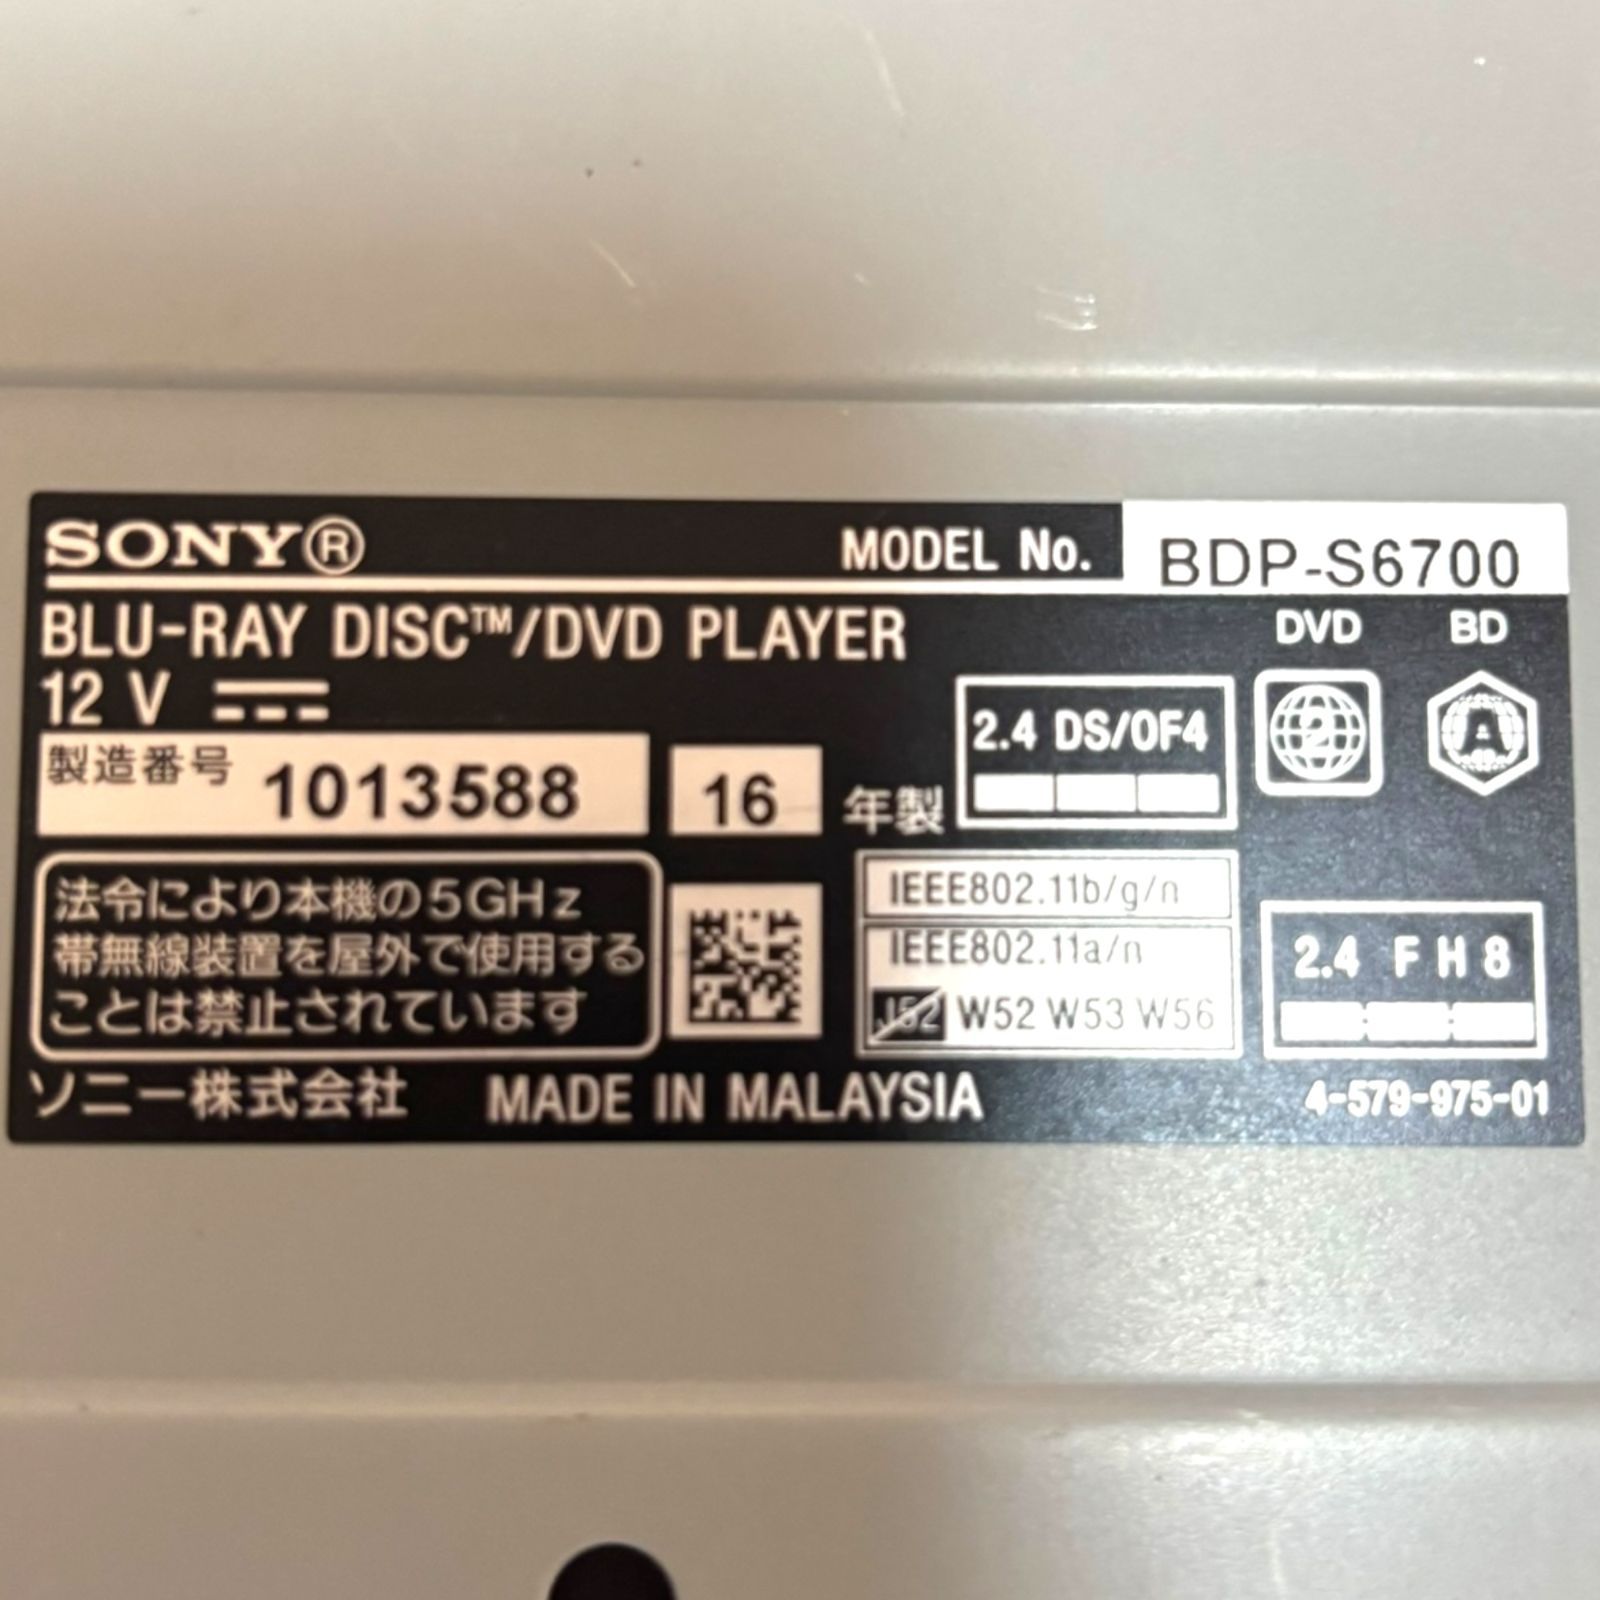 SONY®
MODEL No. BDP-S6700
BLU-RAY DISC™/DVD PLAYER
DVD BD
12 V
2.4 DS/OF4
2
A
製造番号 1013588
16 年製
法令により本機の5GHz
帯無線装置を屋外で使用する
ことは禁止されています
IEEE802.11b/g/n
IEEE802.11a/n
J52 W52 W53 W56
2.4 FH8
ソニー株式会社
MADE IN MALAYSIA
4-579-975-01